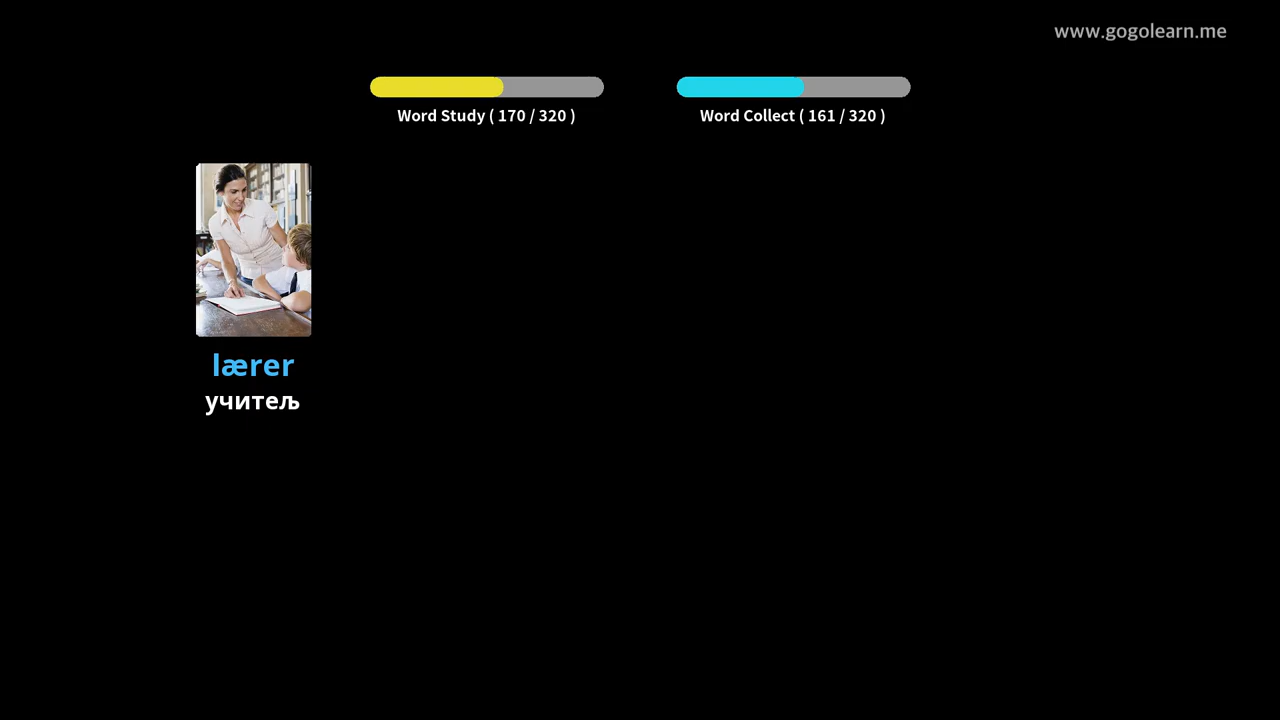 www.gogolearn.me
Word Study ( 170 / 320 )
Word Collect ( 161 / 320 )
lærer
учитељ